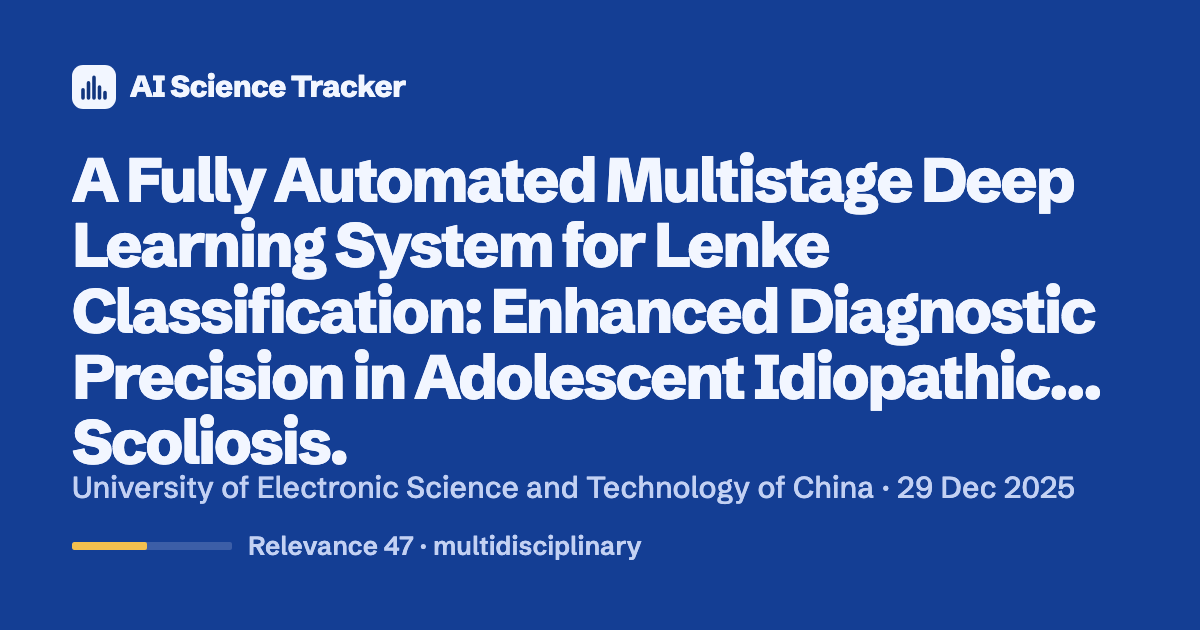 AI Science Tracker
A Fully Automated Multistage Deep
Learning System for Lenke
Classification: Enhanced Diagnostic
Precision in Adolescent Idiopathic...
Scoliosis.
University of Electronic Science and Technology of China · 29 Dec 2025
Relevance 47 · multidisciplinary